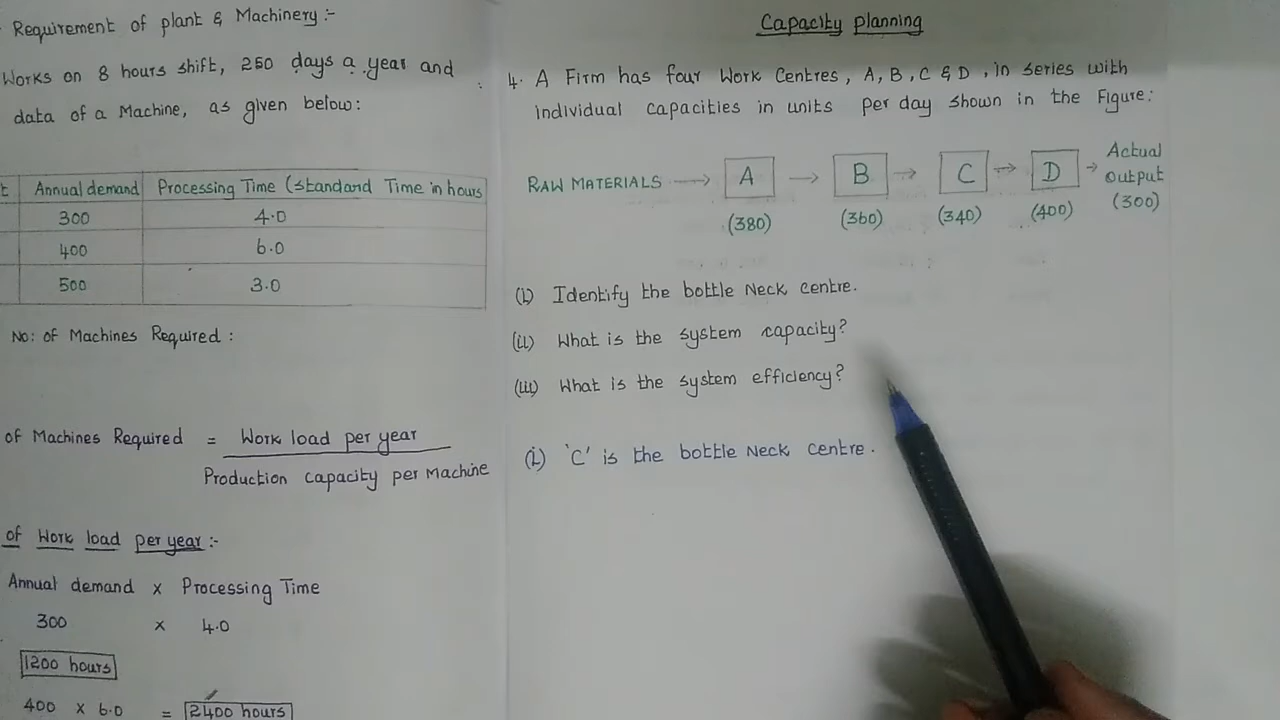 Requirement of plant & Machinery :-
Works on 8 hours shift, 250 days a year and
data of a Machine, as given below:
t Annual demand Processing Time (standard Time in hours
300 4.0
400 6.0
500 3.0
No: of Machines Required :
of Machines Required = Work load per year
Production capacity per Machine
of Work load per year :-
Annual demand x Processing Time
300 x 4.0
1200 hours
400 x 6.0 = 2400 hours
Capacity planning
4. A Firm has four Work Centres, A, B, C & D, in series with
individual capacities in units per day shown in the Figure:
RAW MATERIALS → A → B → C → D → Actual output (300)
(380) (360) (340) (400)
(i) Identify the bottle Neck centre.
(ii) What is the system capacity?
(iii) What is the system efficiency?
(i) 'C' is the bottle Neck centre.